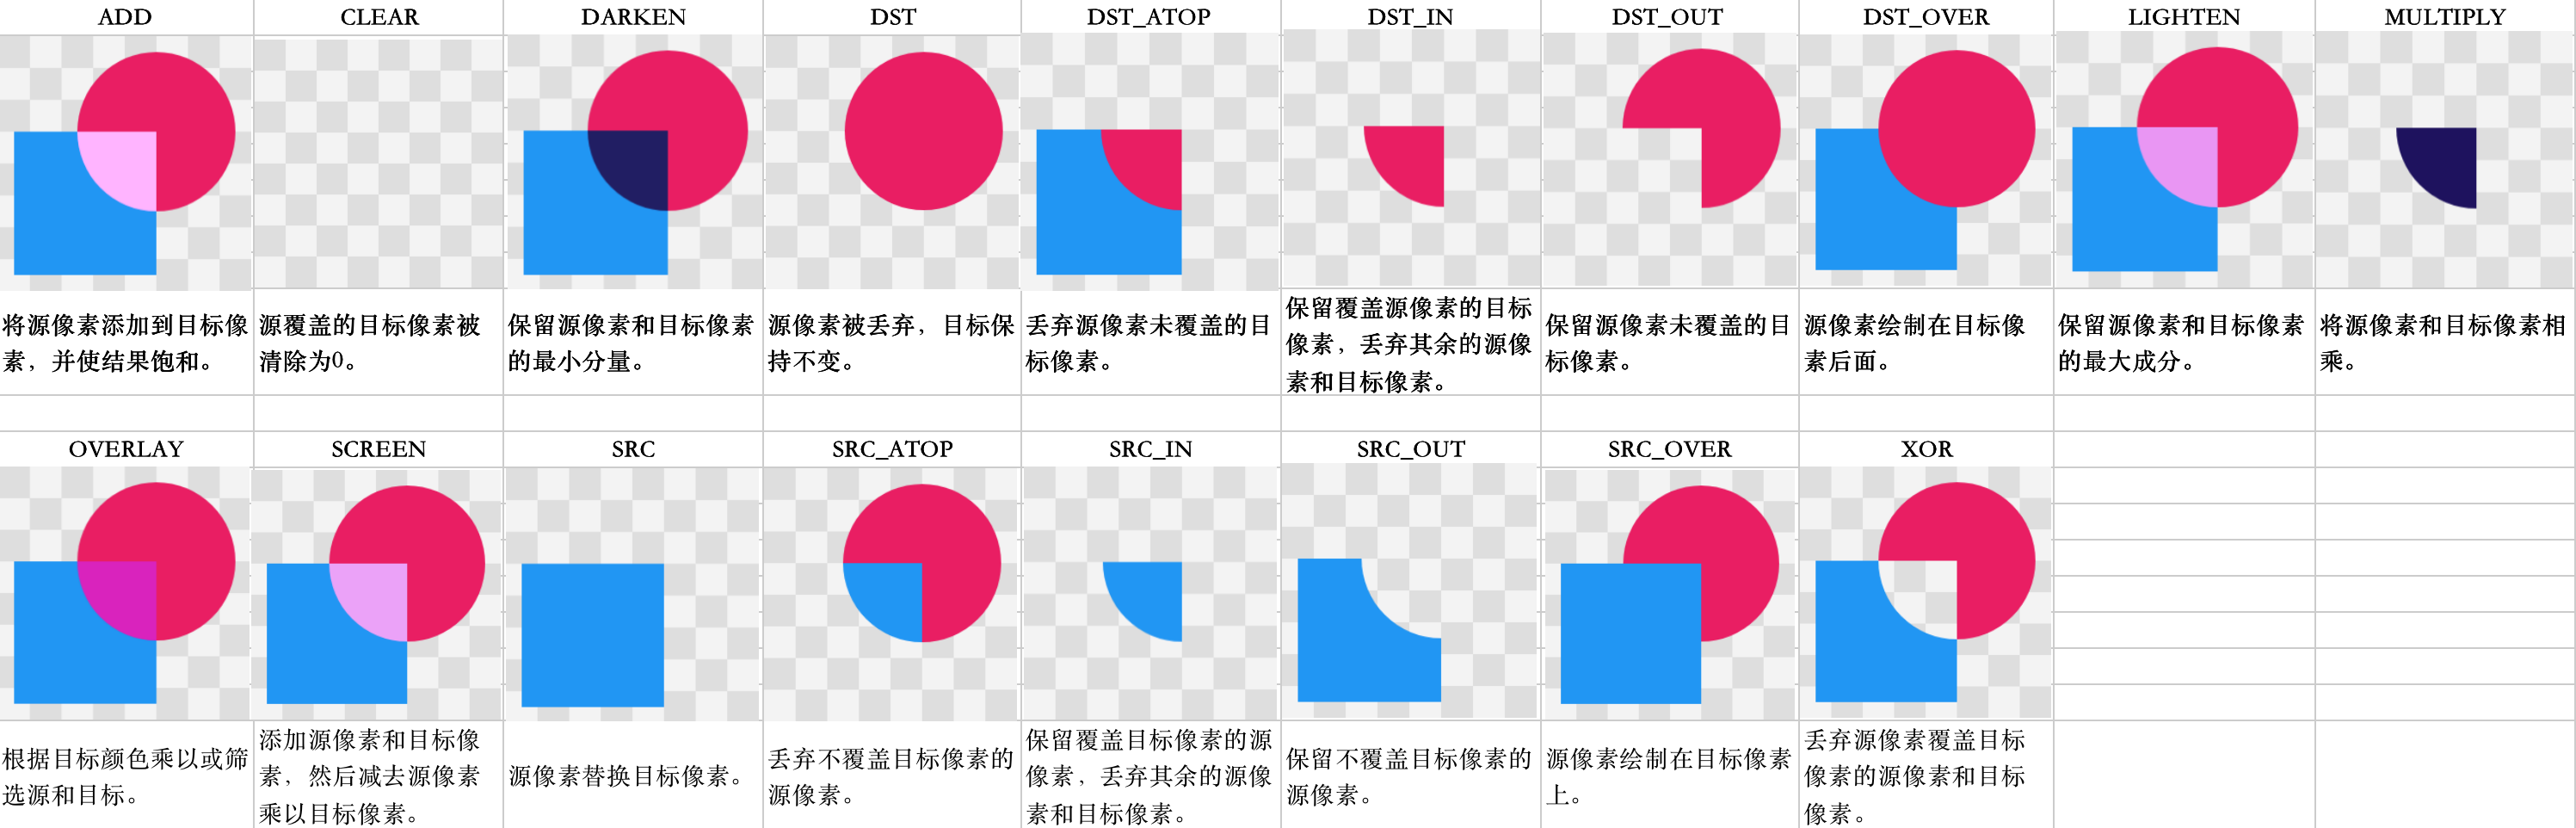 ADD CLEAR DARKEN DST DST_ATOP DST_IN DST_OUT DST_OVER LIGHTEN MULTIPLY
将源像素添加到目标像
素，并使结果饱和。
源覆盖的目标像素被
清除为0。
保留源像素和目标像素
的最小分量。
源像素被丢弃，目标保
持不变。
丢弃源像素未覆盖的目
标像素。
保留覆盖源像素的目标
像素，丢弃其余的源像
素和目标像素。
保留源像素未覆盖的目
标像素。
源像素绘制在目标像
素后面。
保留源像素和目标像素
的最大成分。
将源像素和目标像素相
乘。
OVERLAY SCREEN SRC SRC_ATOP SRC_IN SRC_OUT SRC_OVER XOR
根据目标颜色乘以或筛
选源和目标。
添加源像素和目标像
素，然后减去源像素
乘以目标像素。
源像素替换目标像素。
丢弃不覆盖目标像素的
源像素。
保留覆盖目标像素的源
像素，丢弃其余的源像
素和目标像素。
保留不覆盖目标像素的
源像素。
源像素绘制在目标像素
上。
丢弃源像素覆盖目标
像素的源像素和目标
像素。